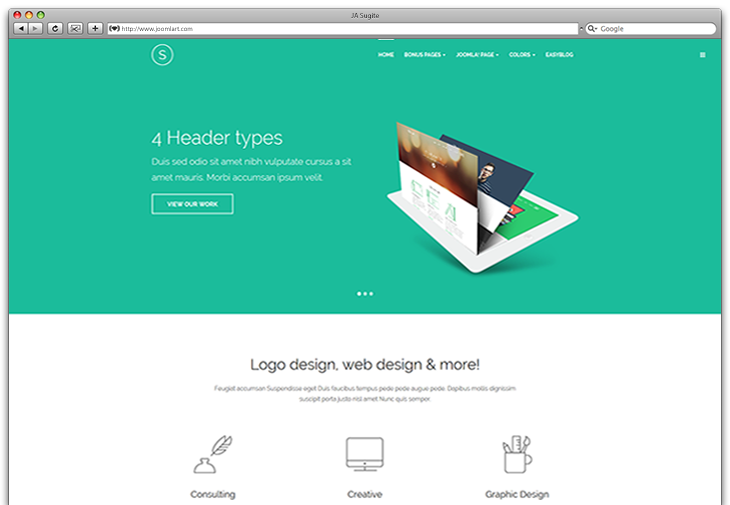 JA Sugite
http://www.joomlart.com
Google
S
HOME BONUS PAGES JOOMLA! PAGE COLORS EASYBLOG
4 Header types
Duis sed odio sit amet nibh vulputate cursus a sit
amet mauris. Morbi accumsan ipsum velit.
VIEW OUR WORK
Logo design, web design & more!
Feugiat accumsan Suspendisse eget Duis faucibus tempus pede pede augue pede. Dapibus mollis dignissim
suscipit porta justo nisl amet Nunc quis semper.
Consulting Creative Graphic Design